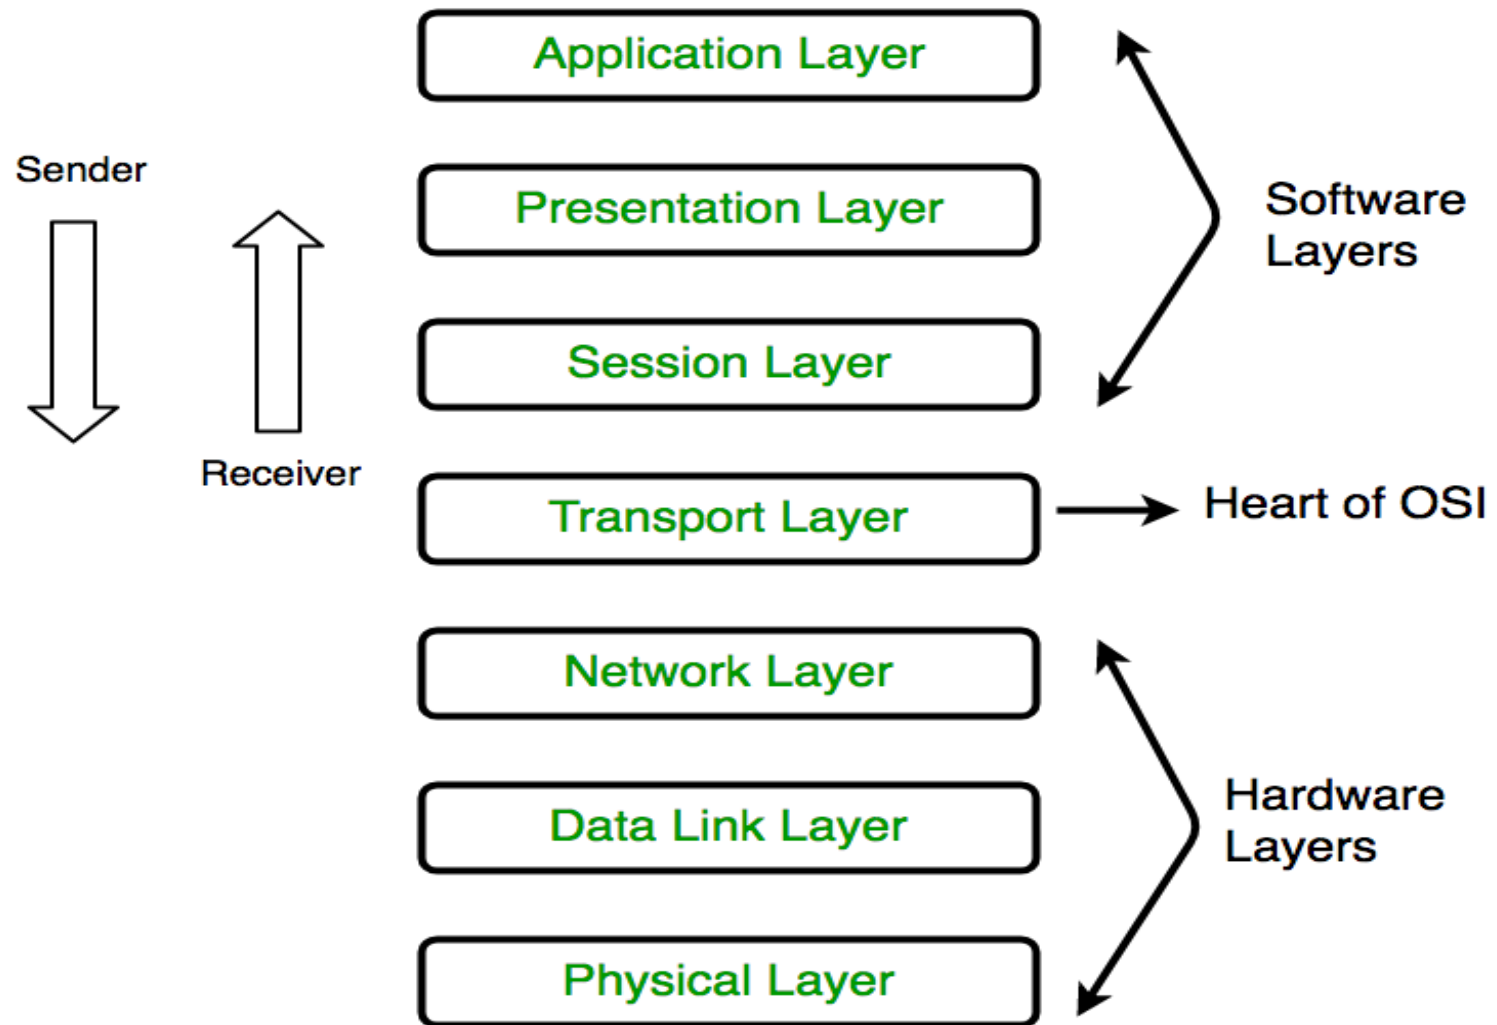 Application Layer
Sender
Presentation Layer
Software
Layers
Session Layer
Receiver
Transport Layer
Heart of OSI
Network Layer
Hardware
Layers
Data Link Layer
Physical Layer